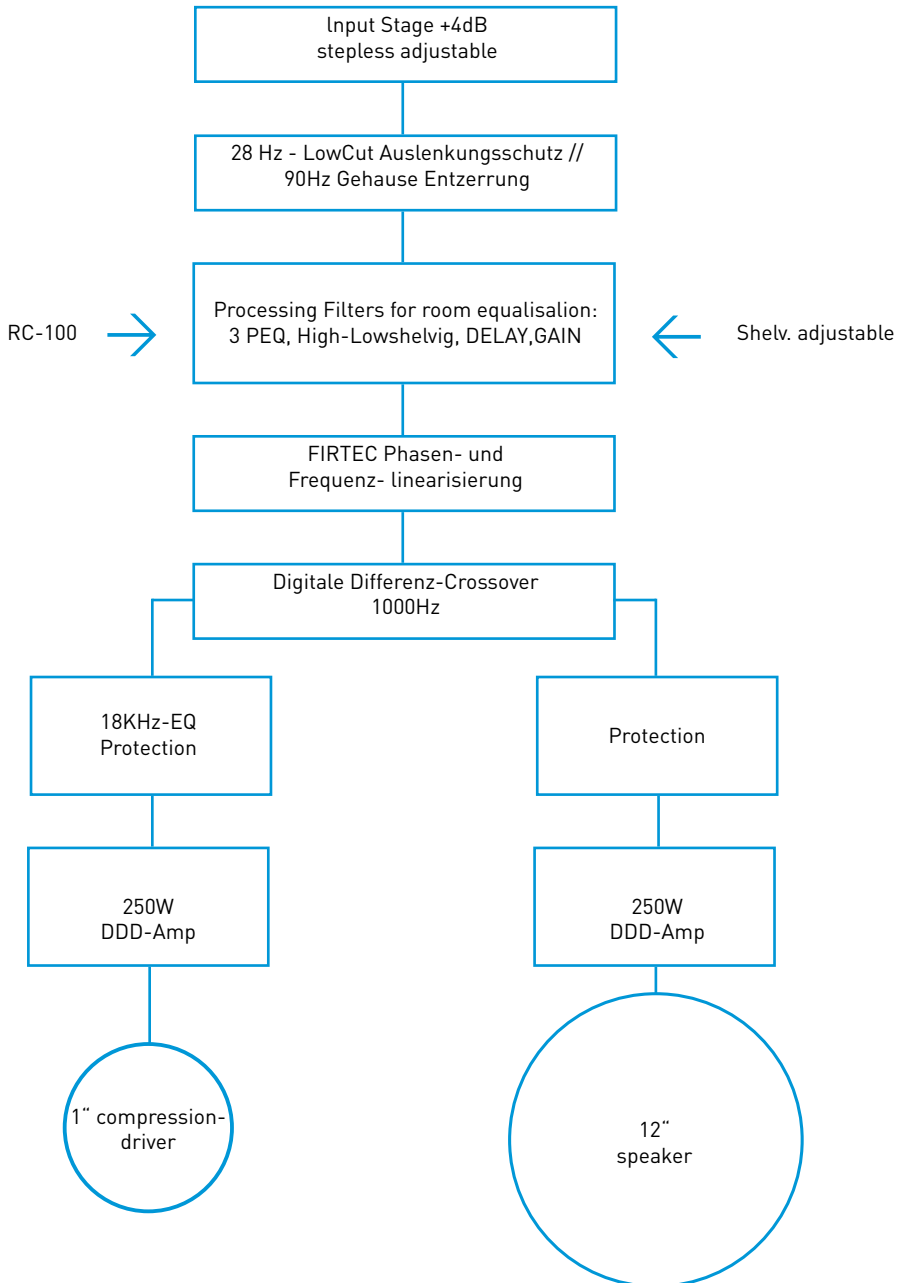 Input Stage +4dB
stepless adjustable
28 Hz - LowCut Auslenkungsschutz //
90Hz Gehause Entzerrung
RC-100
Processing Filters for room equalisalion:
3 PEQ, High-Lowshelvig, DELAY,GAIN
Shelv. adjustable
FIRTEC Phasen- und
Frequenz- linearisierung
Digitale Differenz-Crossover
1000Hz
18KHz-EQ
Protection
Protection
250W
DDD-Amp
250W
DDD-Amp
1“ compression-
driver
12“
speaker